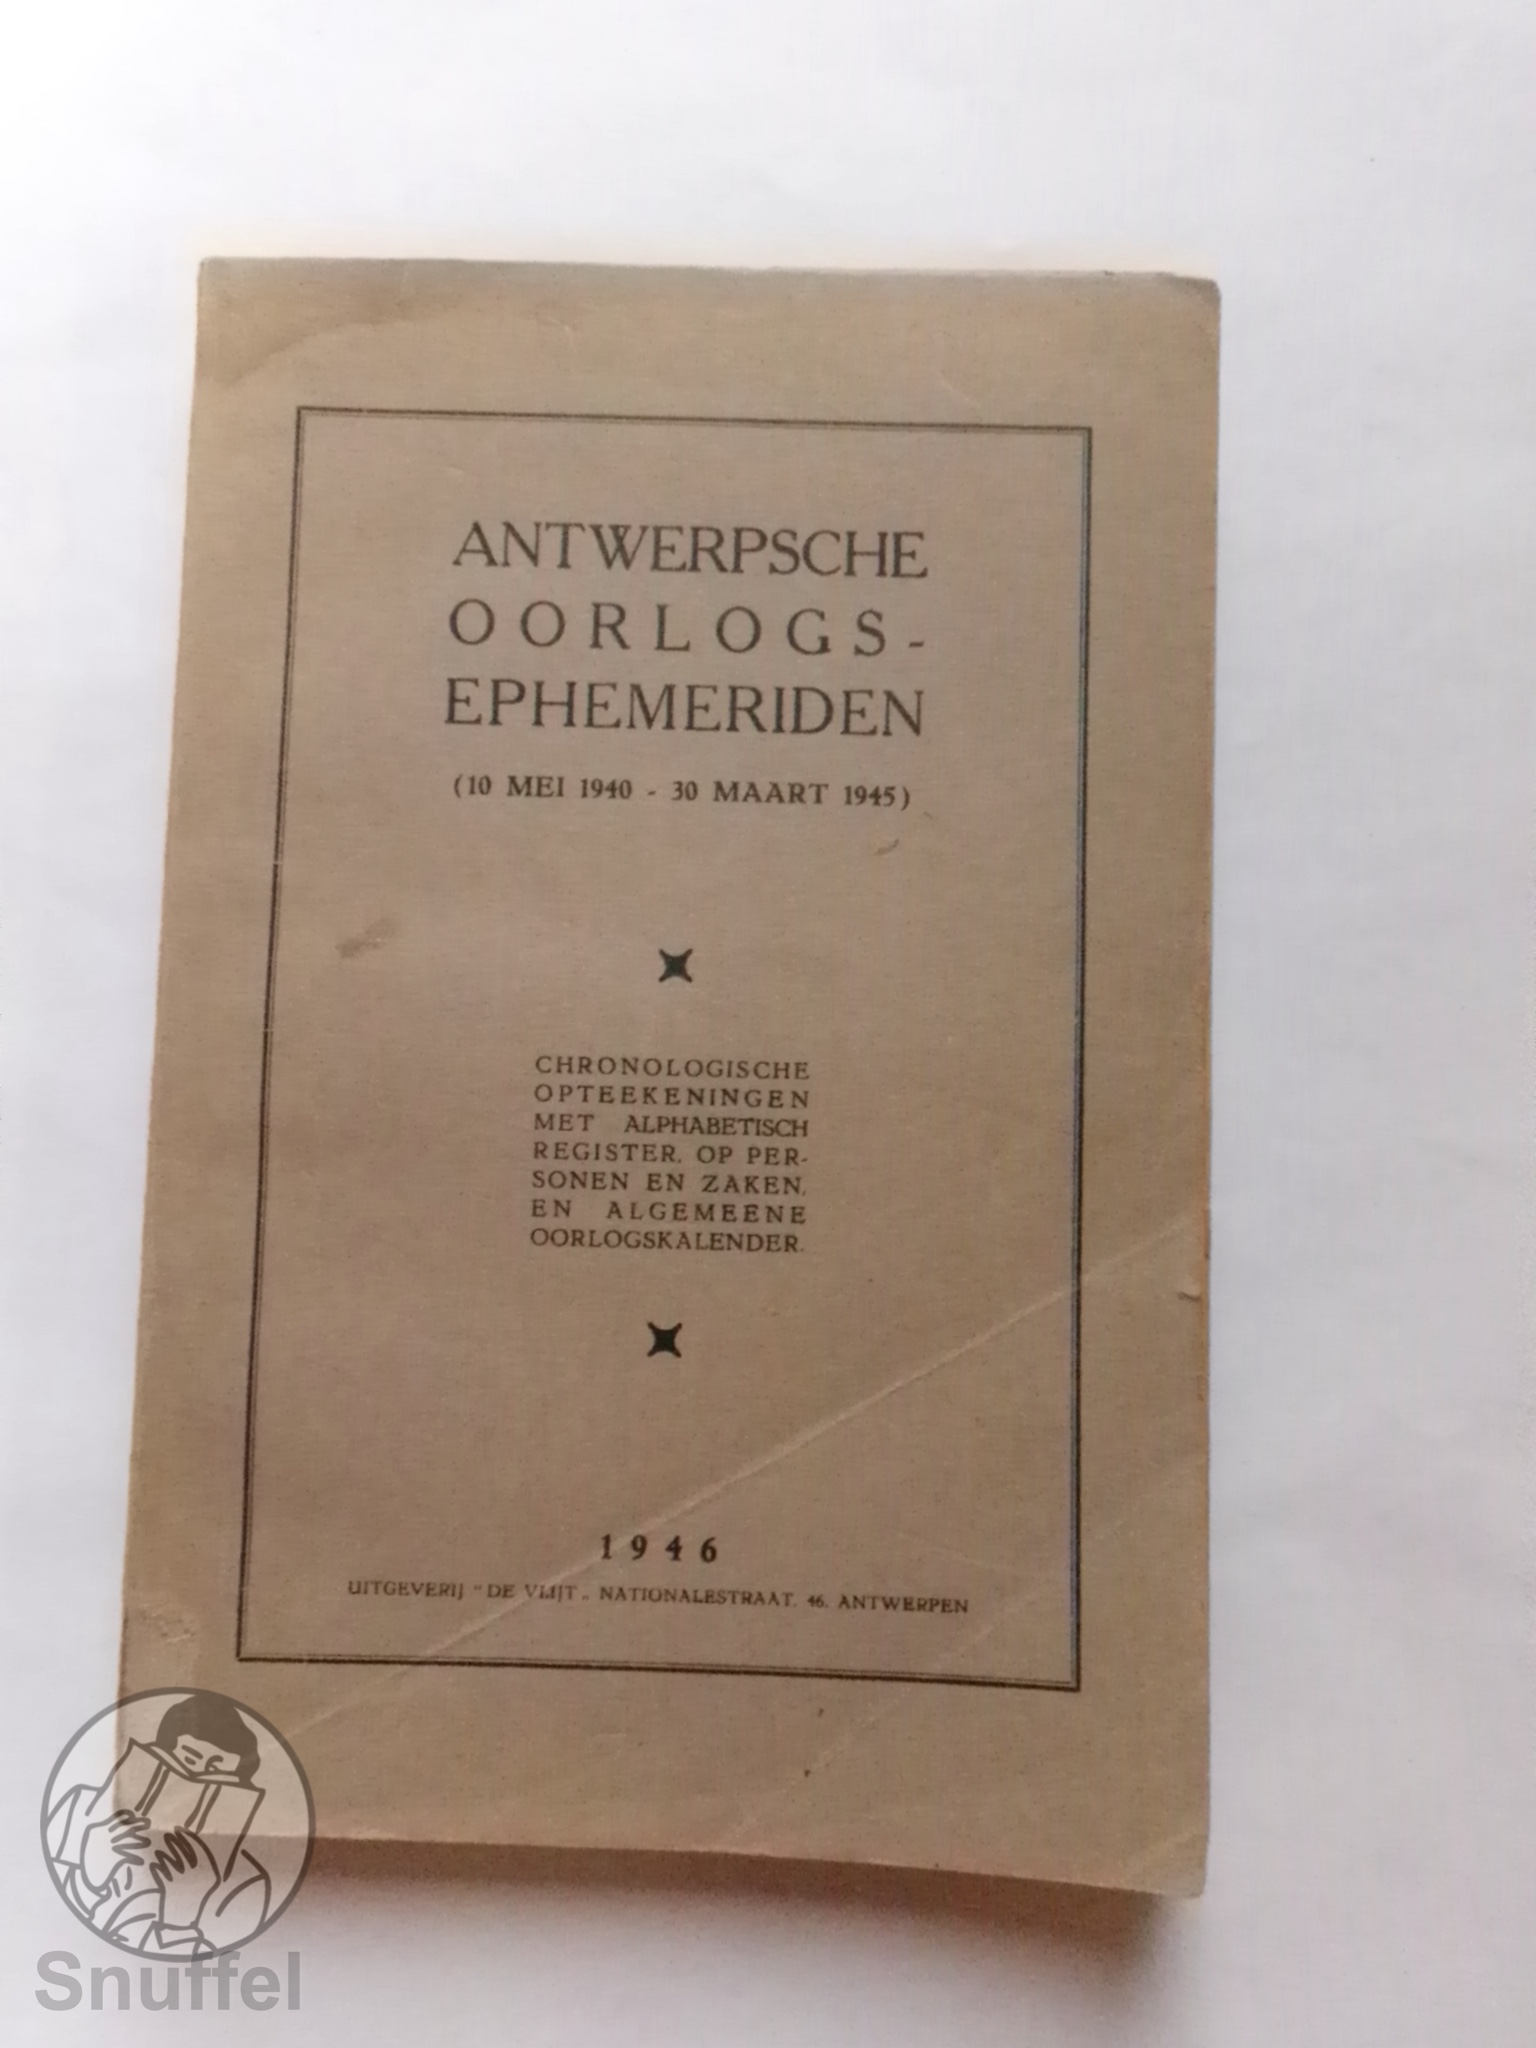 ANTWERPSCHE
OORLOGS-
EPHEMERIDEN
(10 MEI 1940 - 30 MAART 1945)
CHRONOLOGISCHE
OPTEEKENINGEN
MET ALPHABETISCH
REGISTER, OP PER-
SONEN EN ZAKEN,
EN ALGEMEENE
OORLOGSKALENDER.
1946
UITGEVERIJ "DE VLIJT„ NATIONALESTRAAT, 46, ANTWERPEN
Snuffel